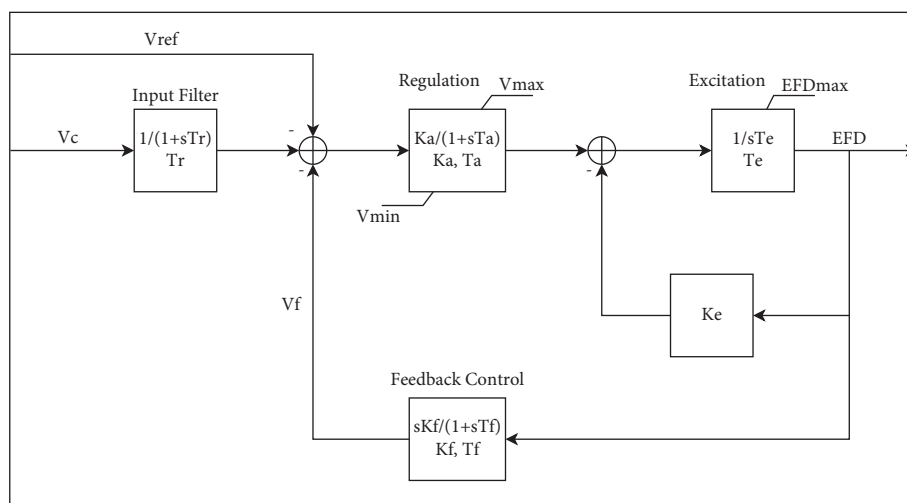 Vref
Input Filter
Regulation
Vmax
Excitation
EFDmax
Vc
1/(1+sTr)
Tr
-
-
-
Ka/(1+sTa)
Ka, Ta
Vmin
-
1/sTe
Te
EFD
Vf
Ke
Feedback Control
sKf/(1+sTf)
Kf, Tf